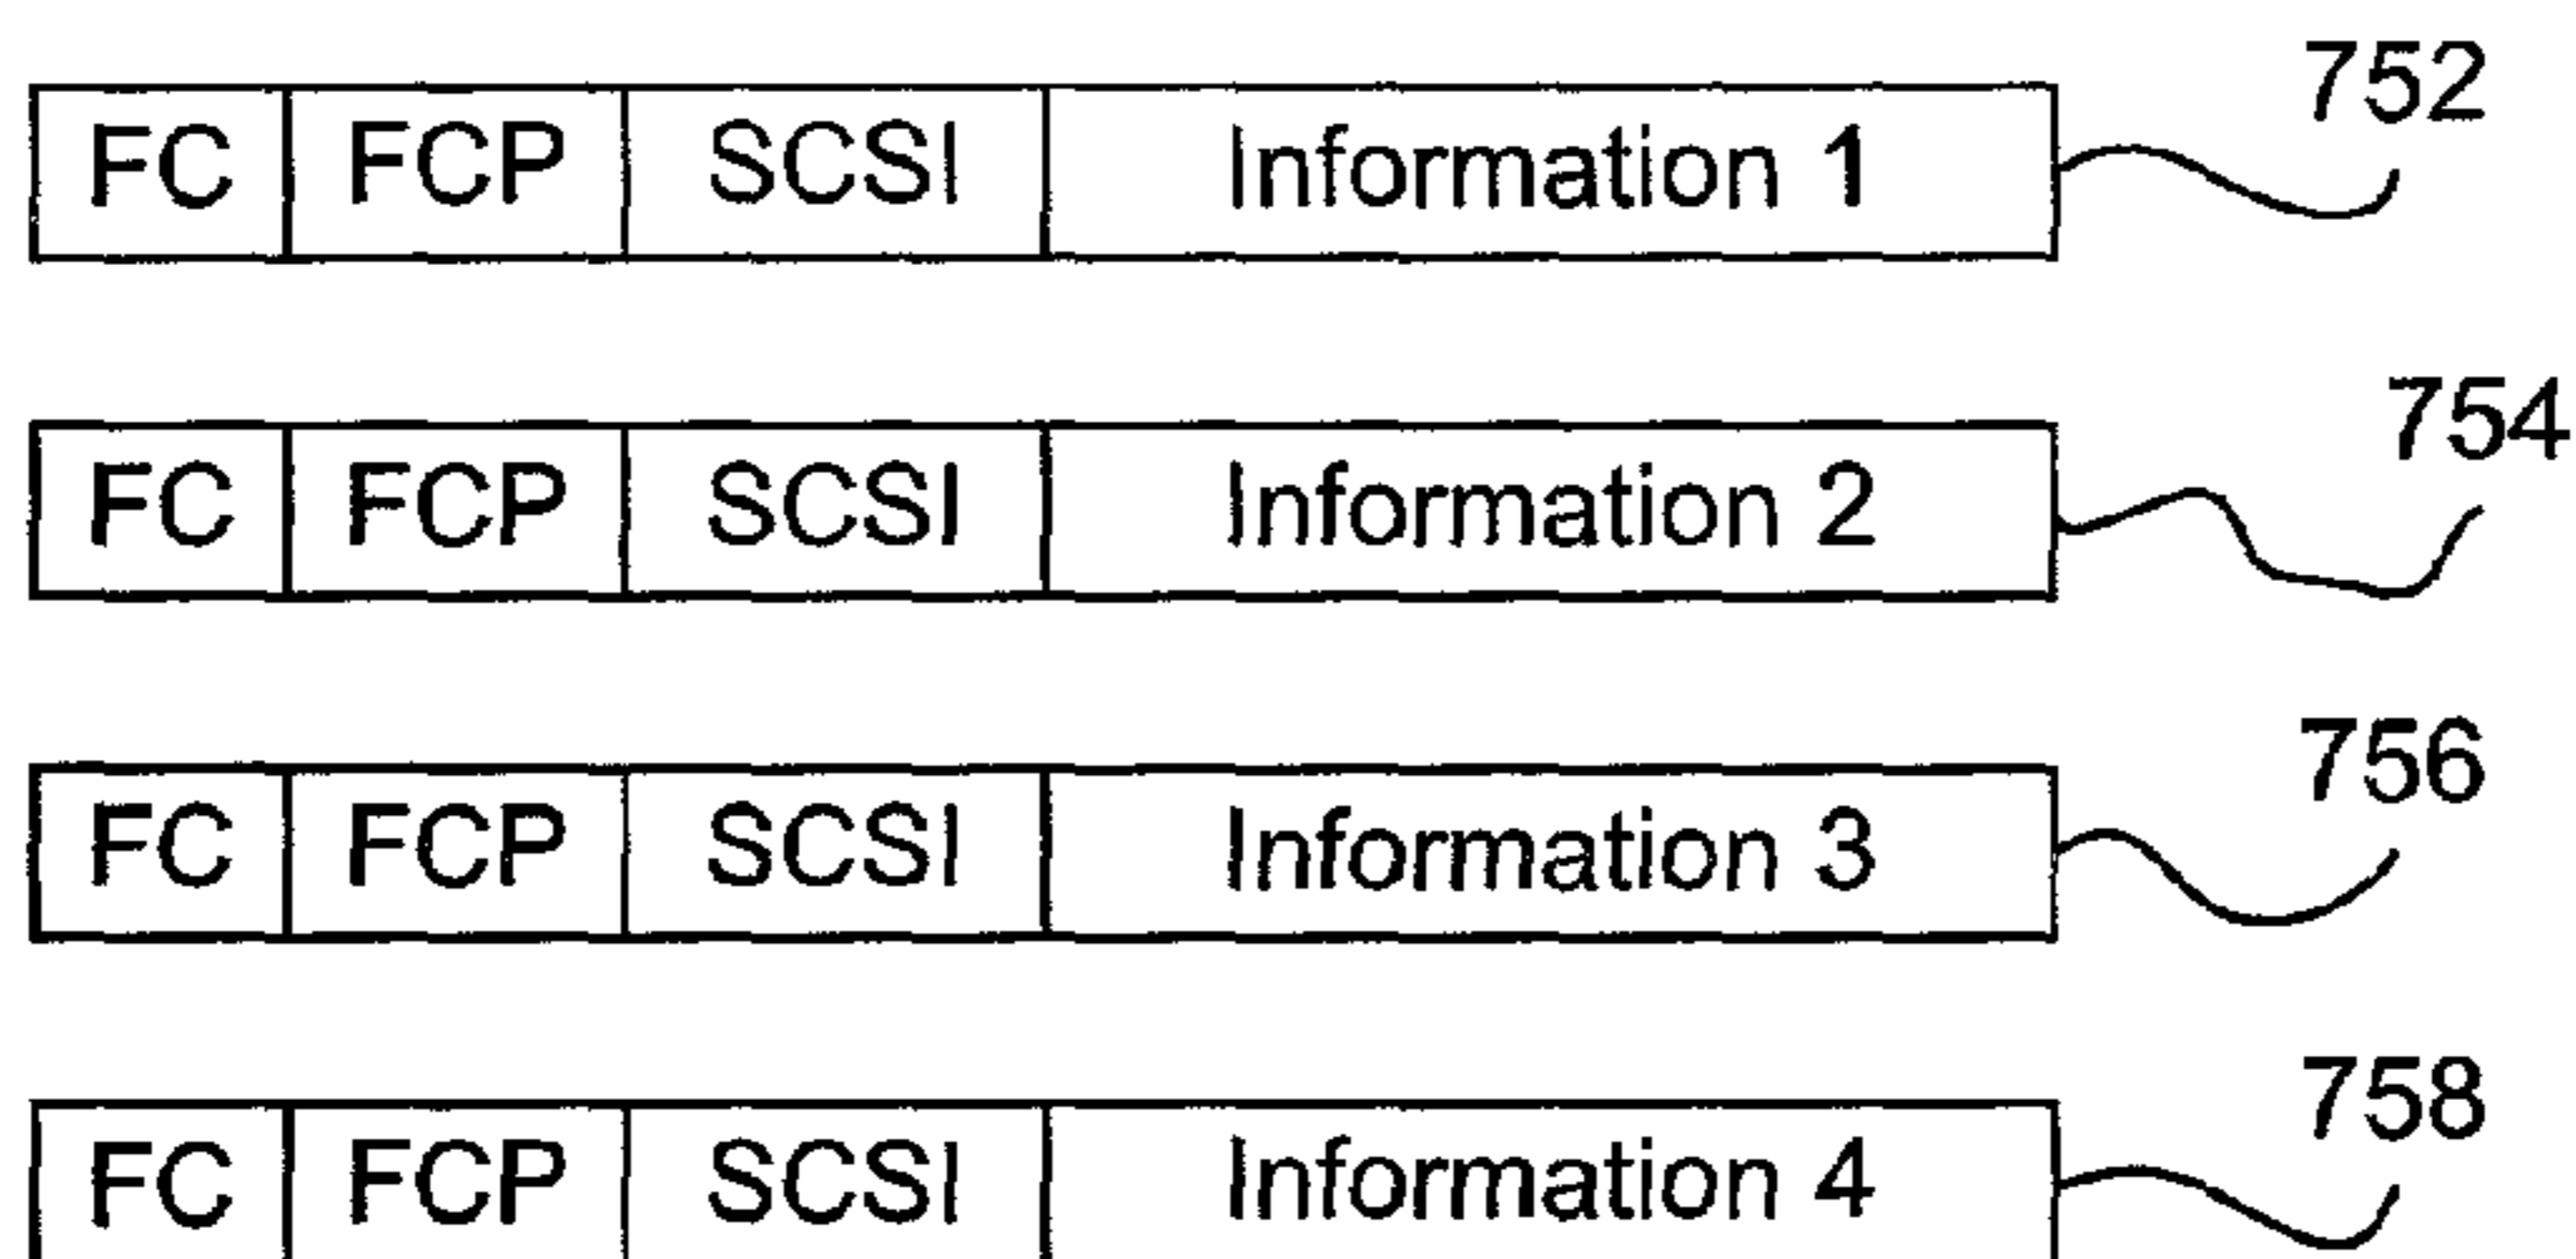 FC FCP SCSI Information 1 752
FC FCP SCSI Information 2 754
FC FCP SCSI Information 3 756
FC FCP SCSI Information 4 758